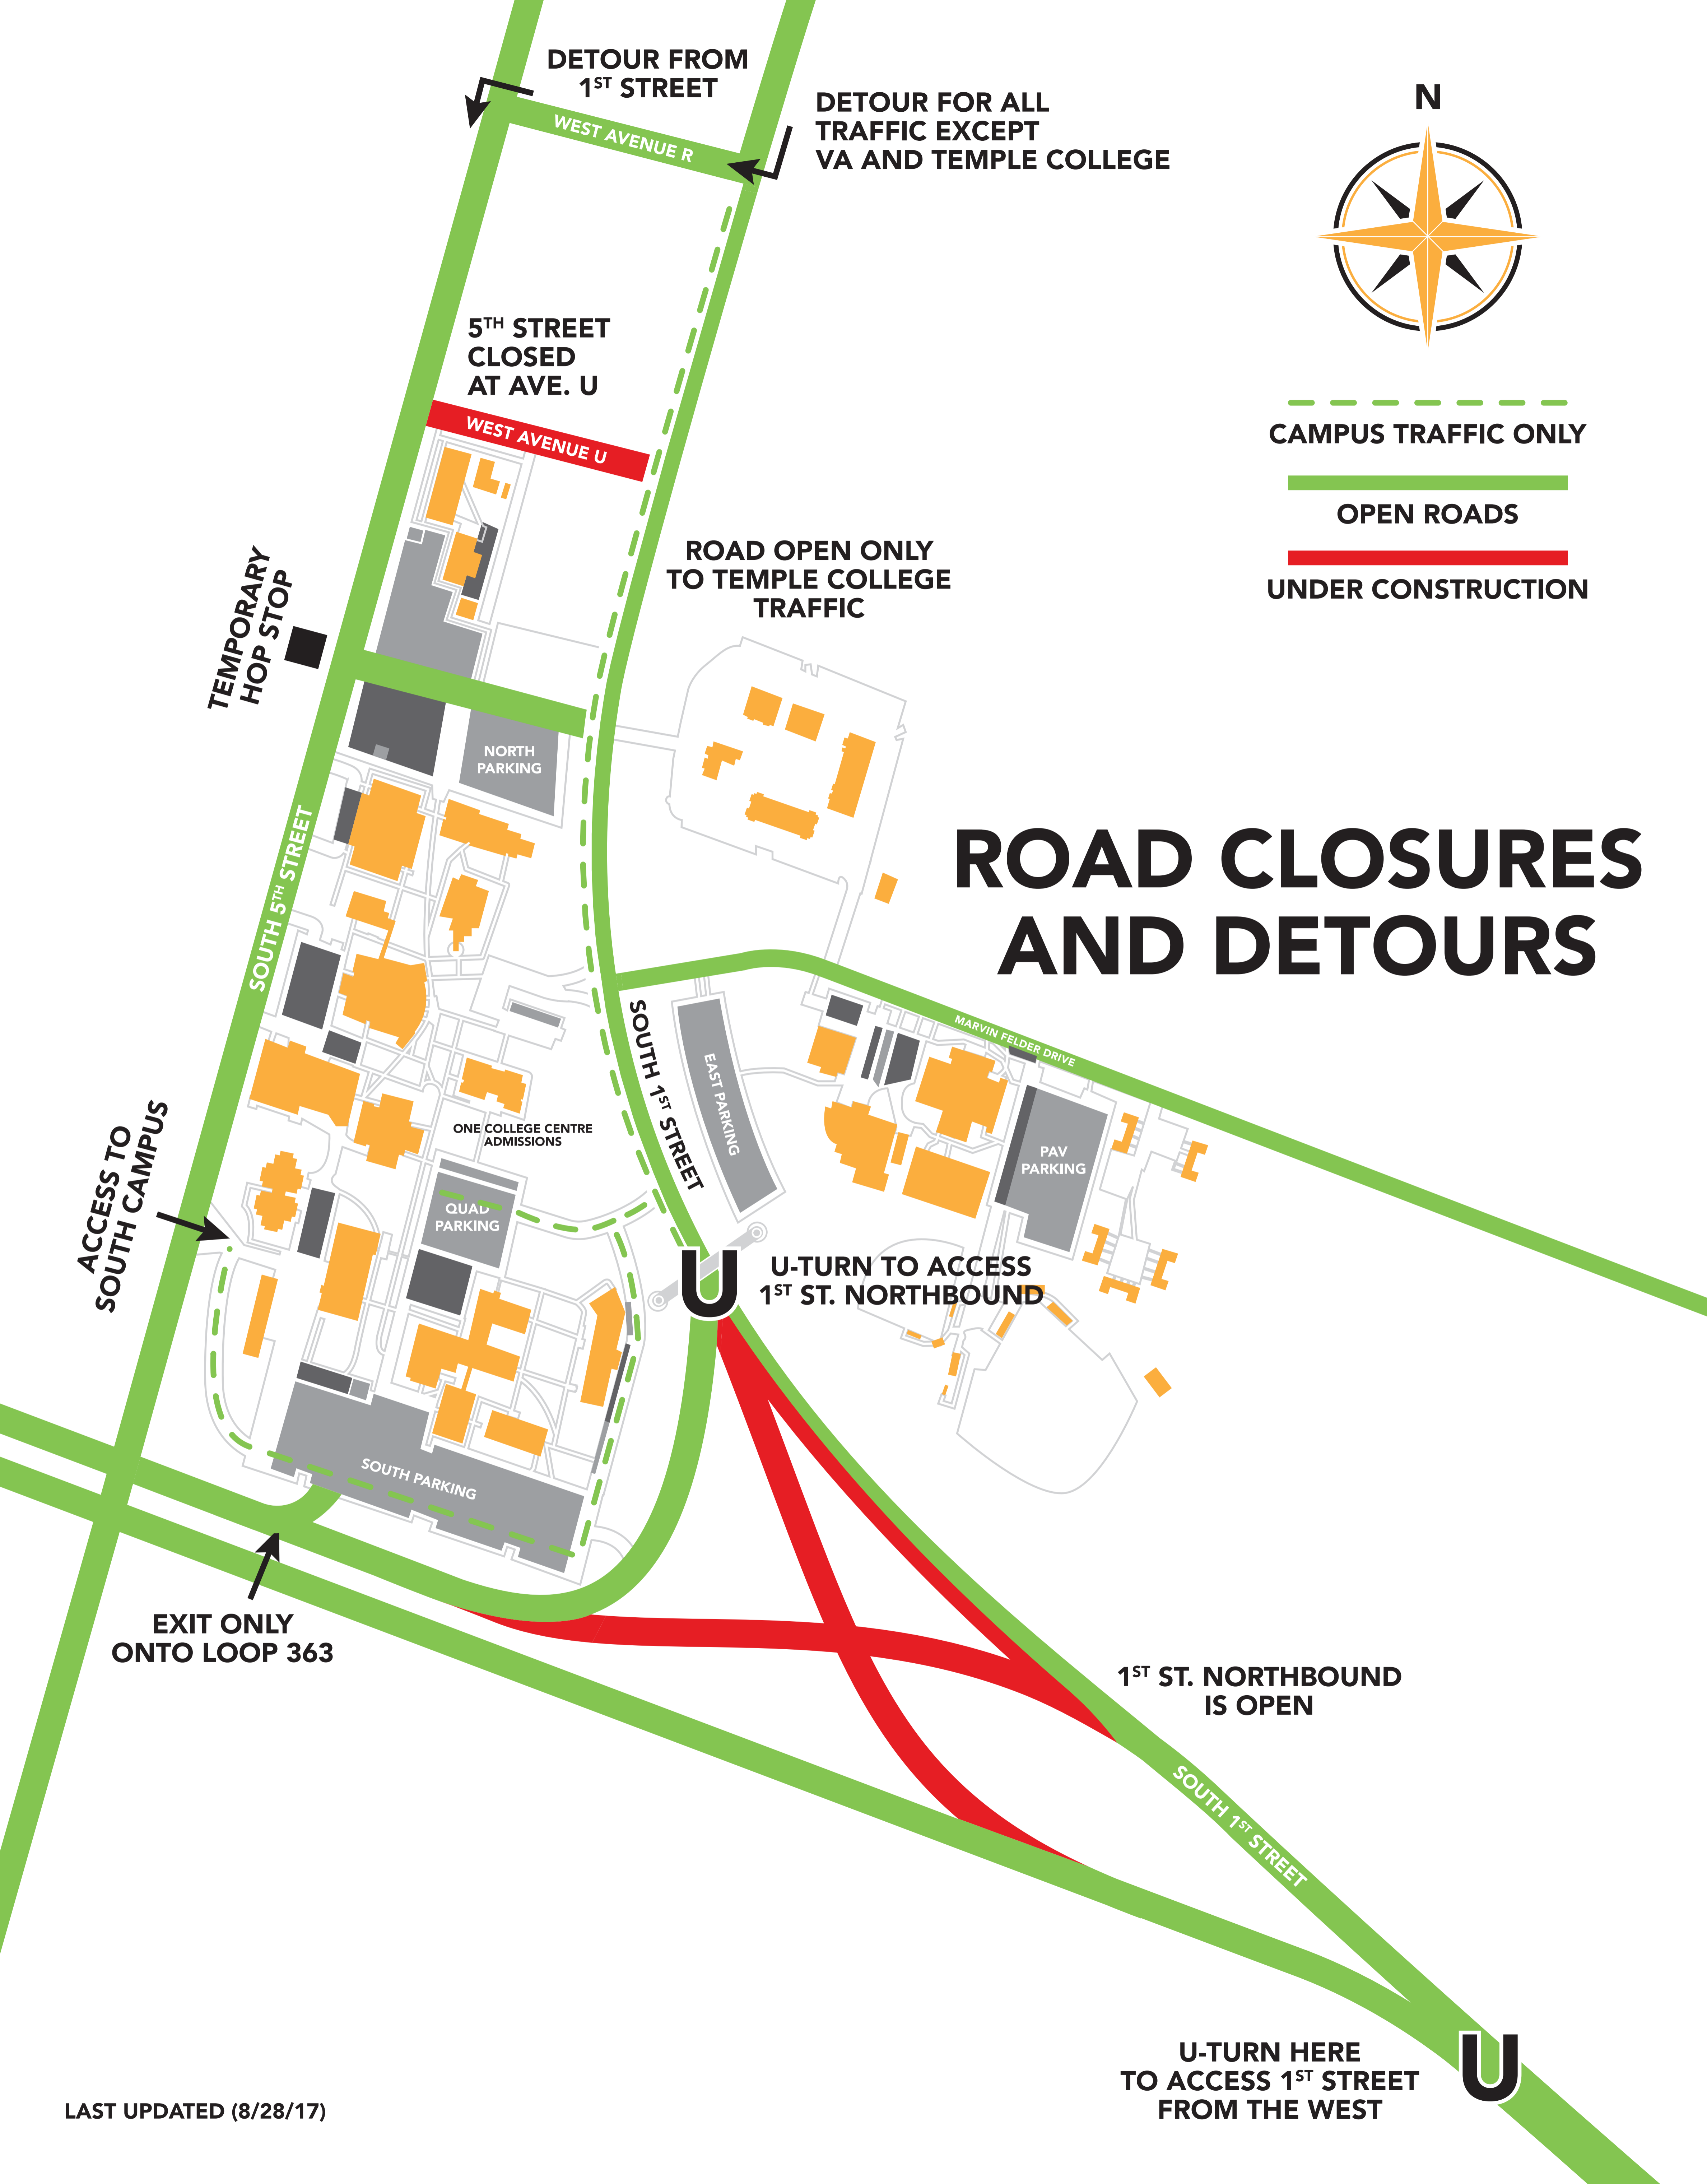 DETOUR FROM
1ST STREET
N
DETOUR FOR ALL
TRAFFIC EXCEPT
VA AND TEMPLE COLLEGE
WEST AVENUE R
5TH STREET
CLOSED
AT AVE. U
WEST AVENUE U
CAMPUS TRAFFIC ONLY
OPEN ROADS
UNDER CONSTRUCTION
ROAD OPEN ONLY
TO TEMPLE COLLEGE
TRAFFIC
TEMPORARY
HOP STOP
NORTH
PARKING
SOUTH 5TH STREET
ROAD CLOSURES
AND DETOURS
SOUTH 1ST STREET
EAST PARKING
MARVIN FELDER DRIVE
ONE COLLEGE CENTRE
ADMISSIONS
PAV
PARKING
ACCESS TO
SOUTH CAMPUS
QUAD
PARKING
U
U-TURN TO ACCESS
1ST ST. NORTHBOUND
SOUTH PARKING
EXIT ONLY
ONTO LOOP 363
1ST ST. NORTHBOUND
IS OPEN
SOUTH 1ST STREET
U
U-TURN HERE
TO ACCESS 1ST STREET
FROM THE WEST
LAST UPDATED (8/28/17)